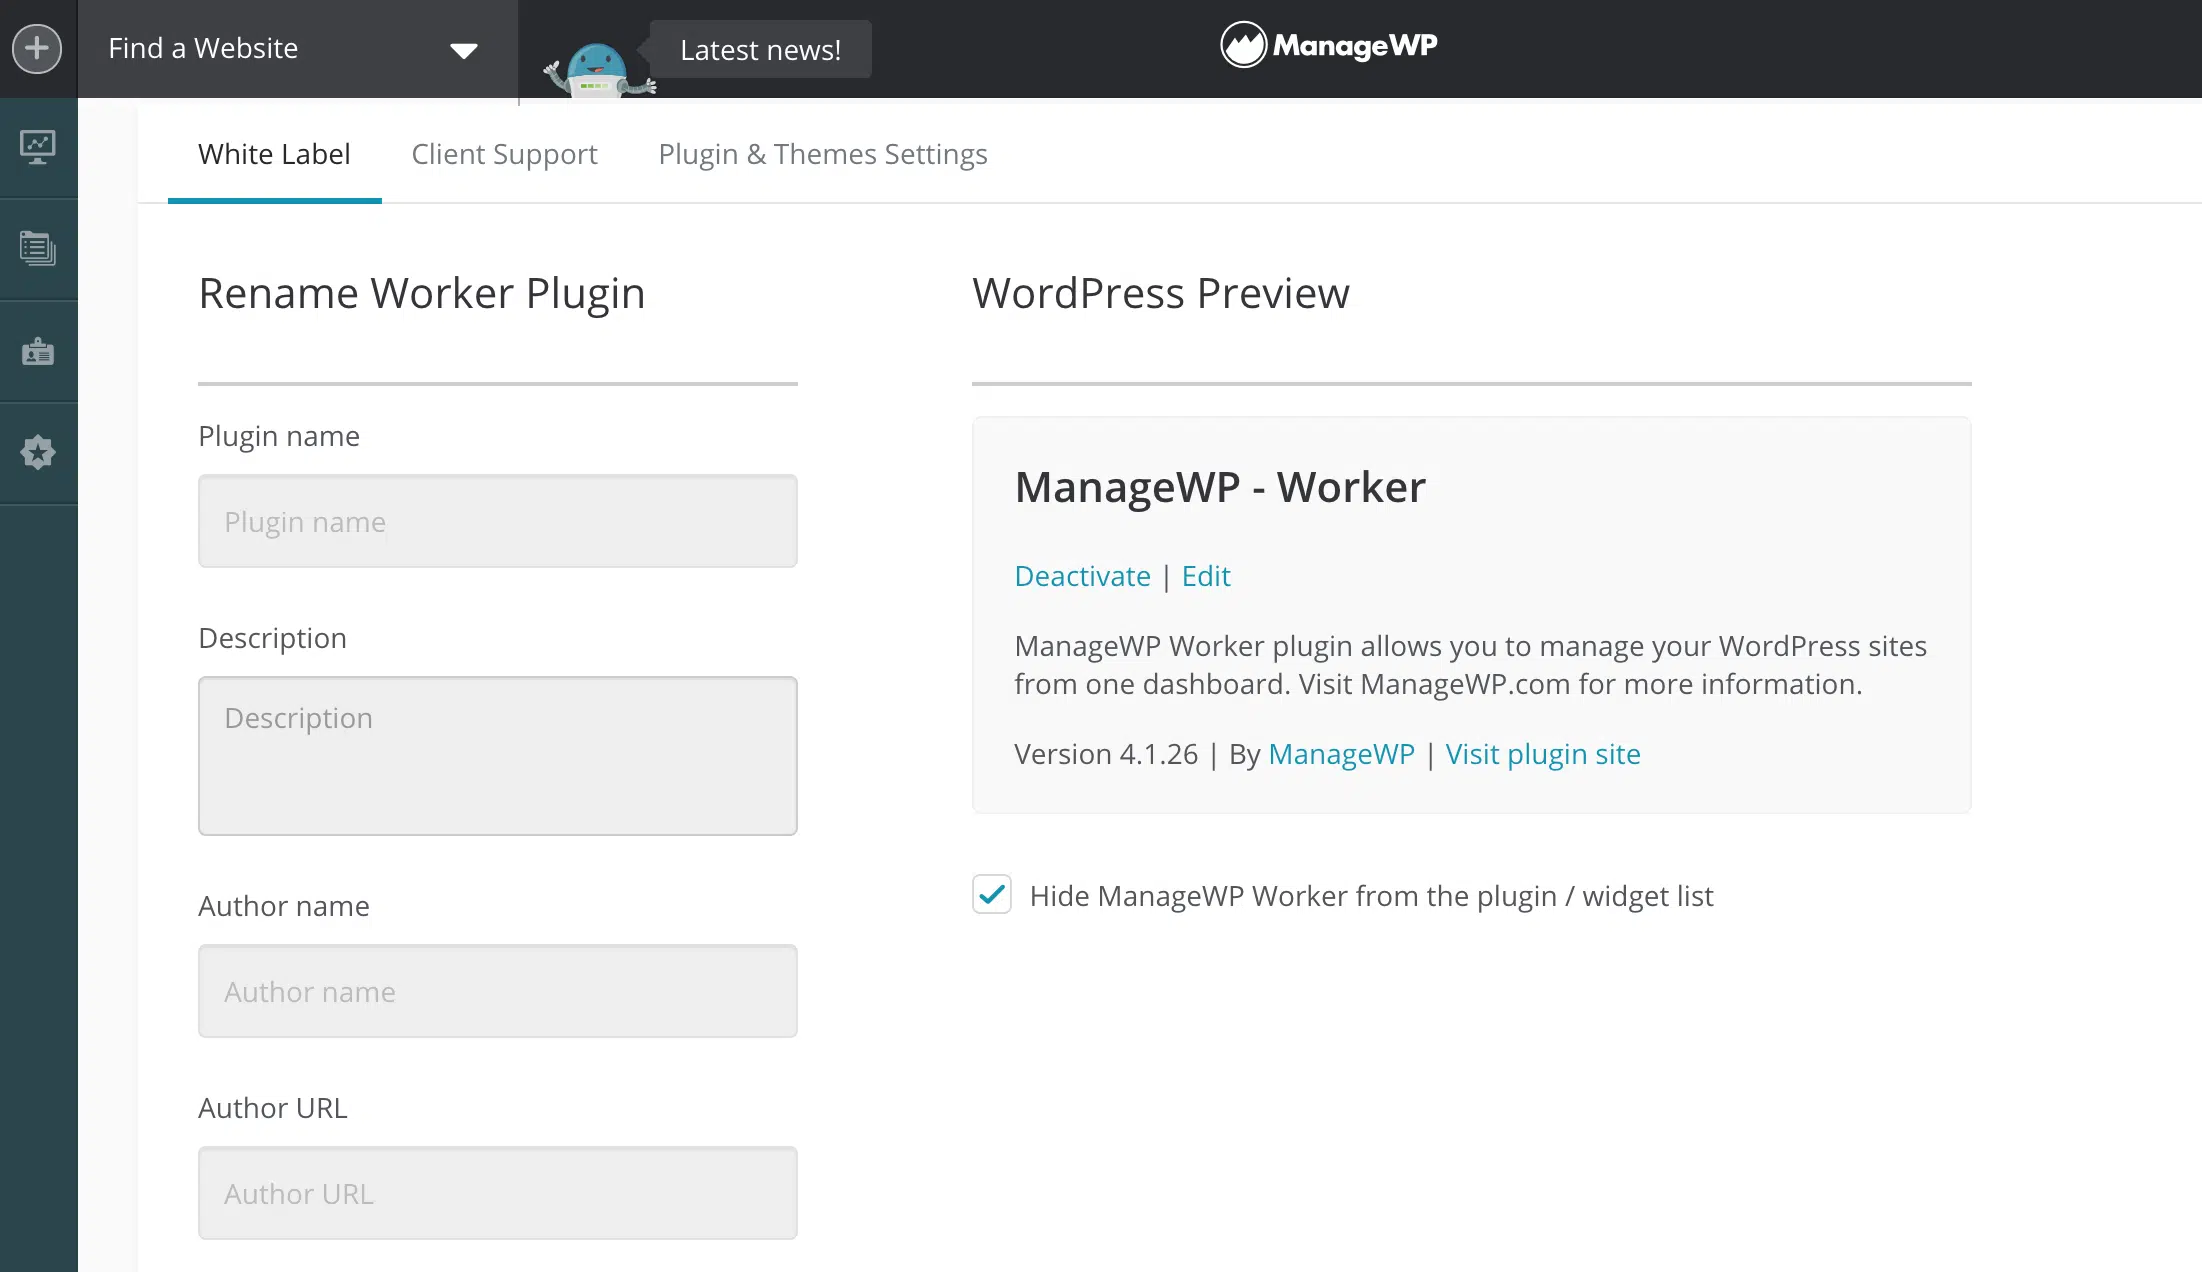 Find a Website
Latest news!
ManageWP
White Label
Client Support
Plugin & Themes Settings
Rename Worker Plugin
Plugin name
Plugin name
Description
Description
Author name
Author name
Author URL
Author URL
WordPress Preview
ManageWP - Worker
Deactivate | Edit
ManageWP Worker plugin allows you to manage your WordPress sites
from one dashboard. Visit ManageWP.com for more information.
Version 4.1.26 | By ManageWP | Visit plugin site
Hide ManageWP Worker from the plugin / widget list